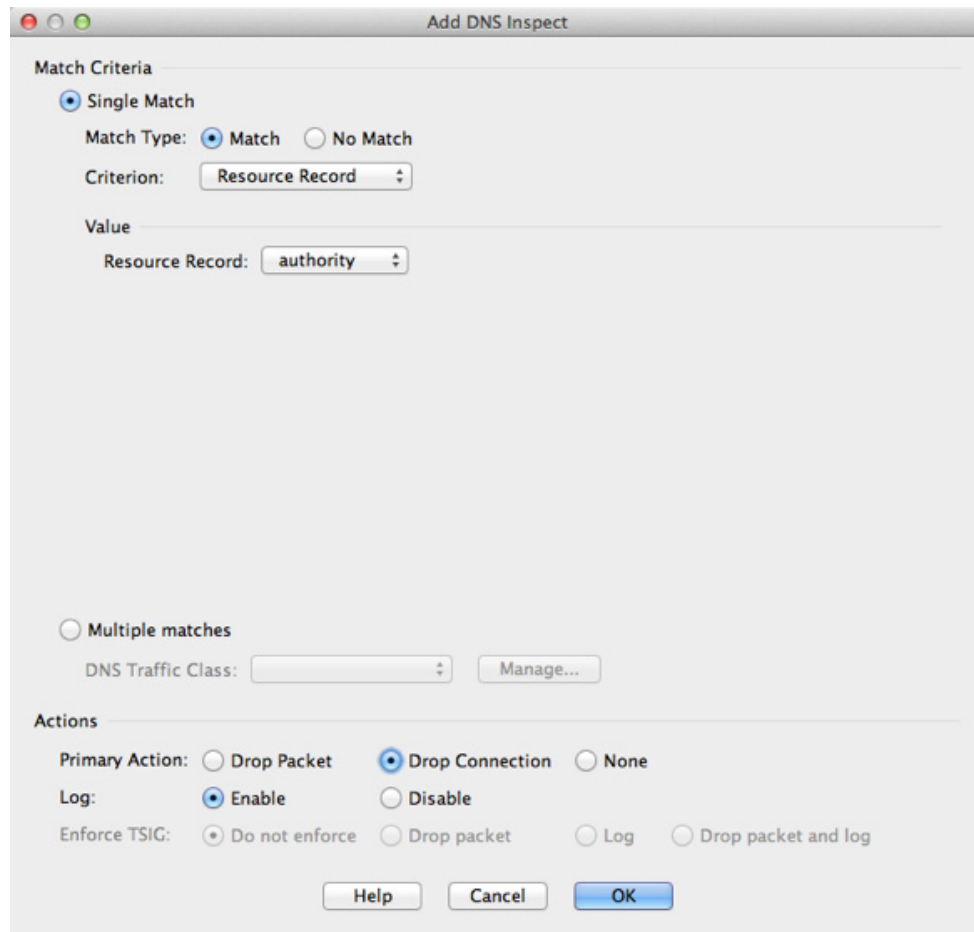 Add DNS Inspect
Match Criteria
Single Match
Match Type: Match No Match
Criterion: Resource Record
Value
Resource Record: authority
Multiple matches
DNS Traffic Class: Manage...
Actions
Primary Action: Drop Packet Drop Connection None
Log: Enable Disable
Enforce TSIG: Do not enforce Drop packet Log Drop packet and log
Help Cancel OK